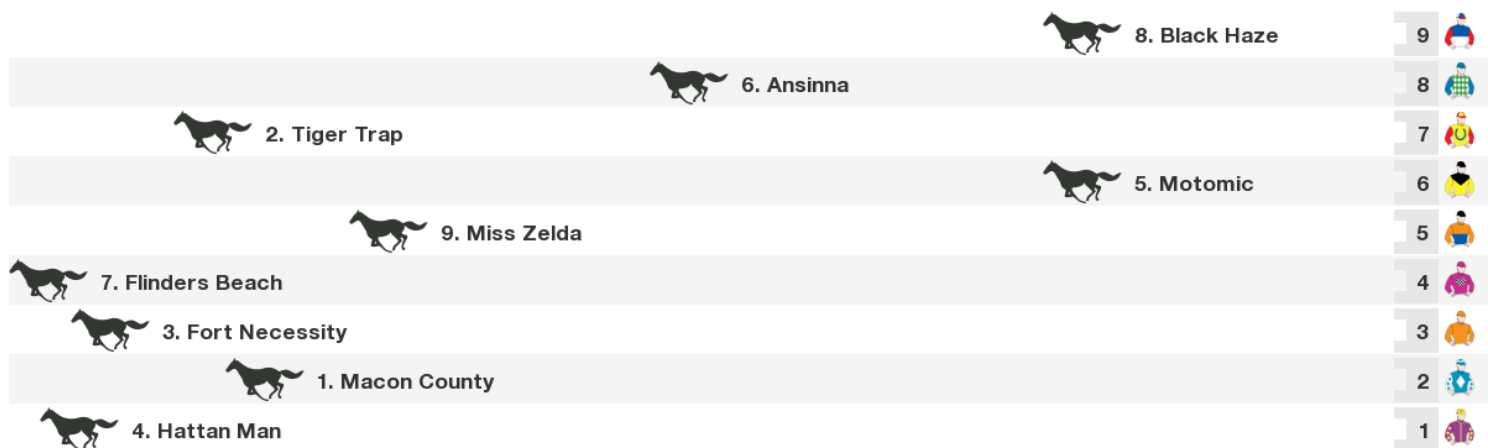 8. Black Haze 9
6. Ansinna 8
2. Tiger Trap 7
5. Motomic 6
9. Miss Zelda 5
7. Flinders Beach 4
3. Fort Necessity 3
1. Macon County 2
4. Hattan Man 1